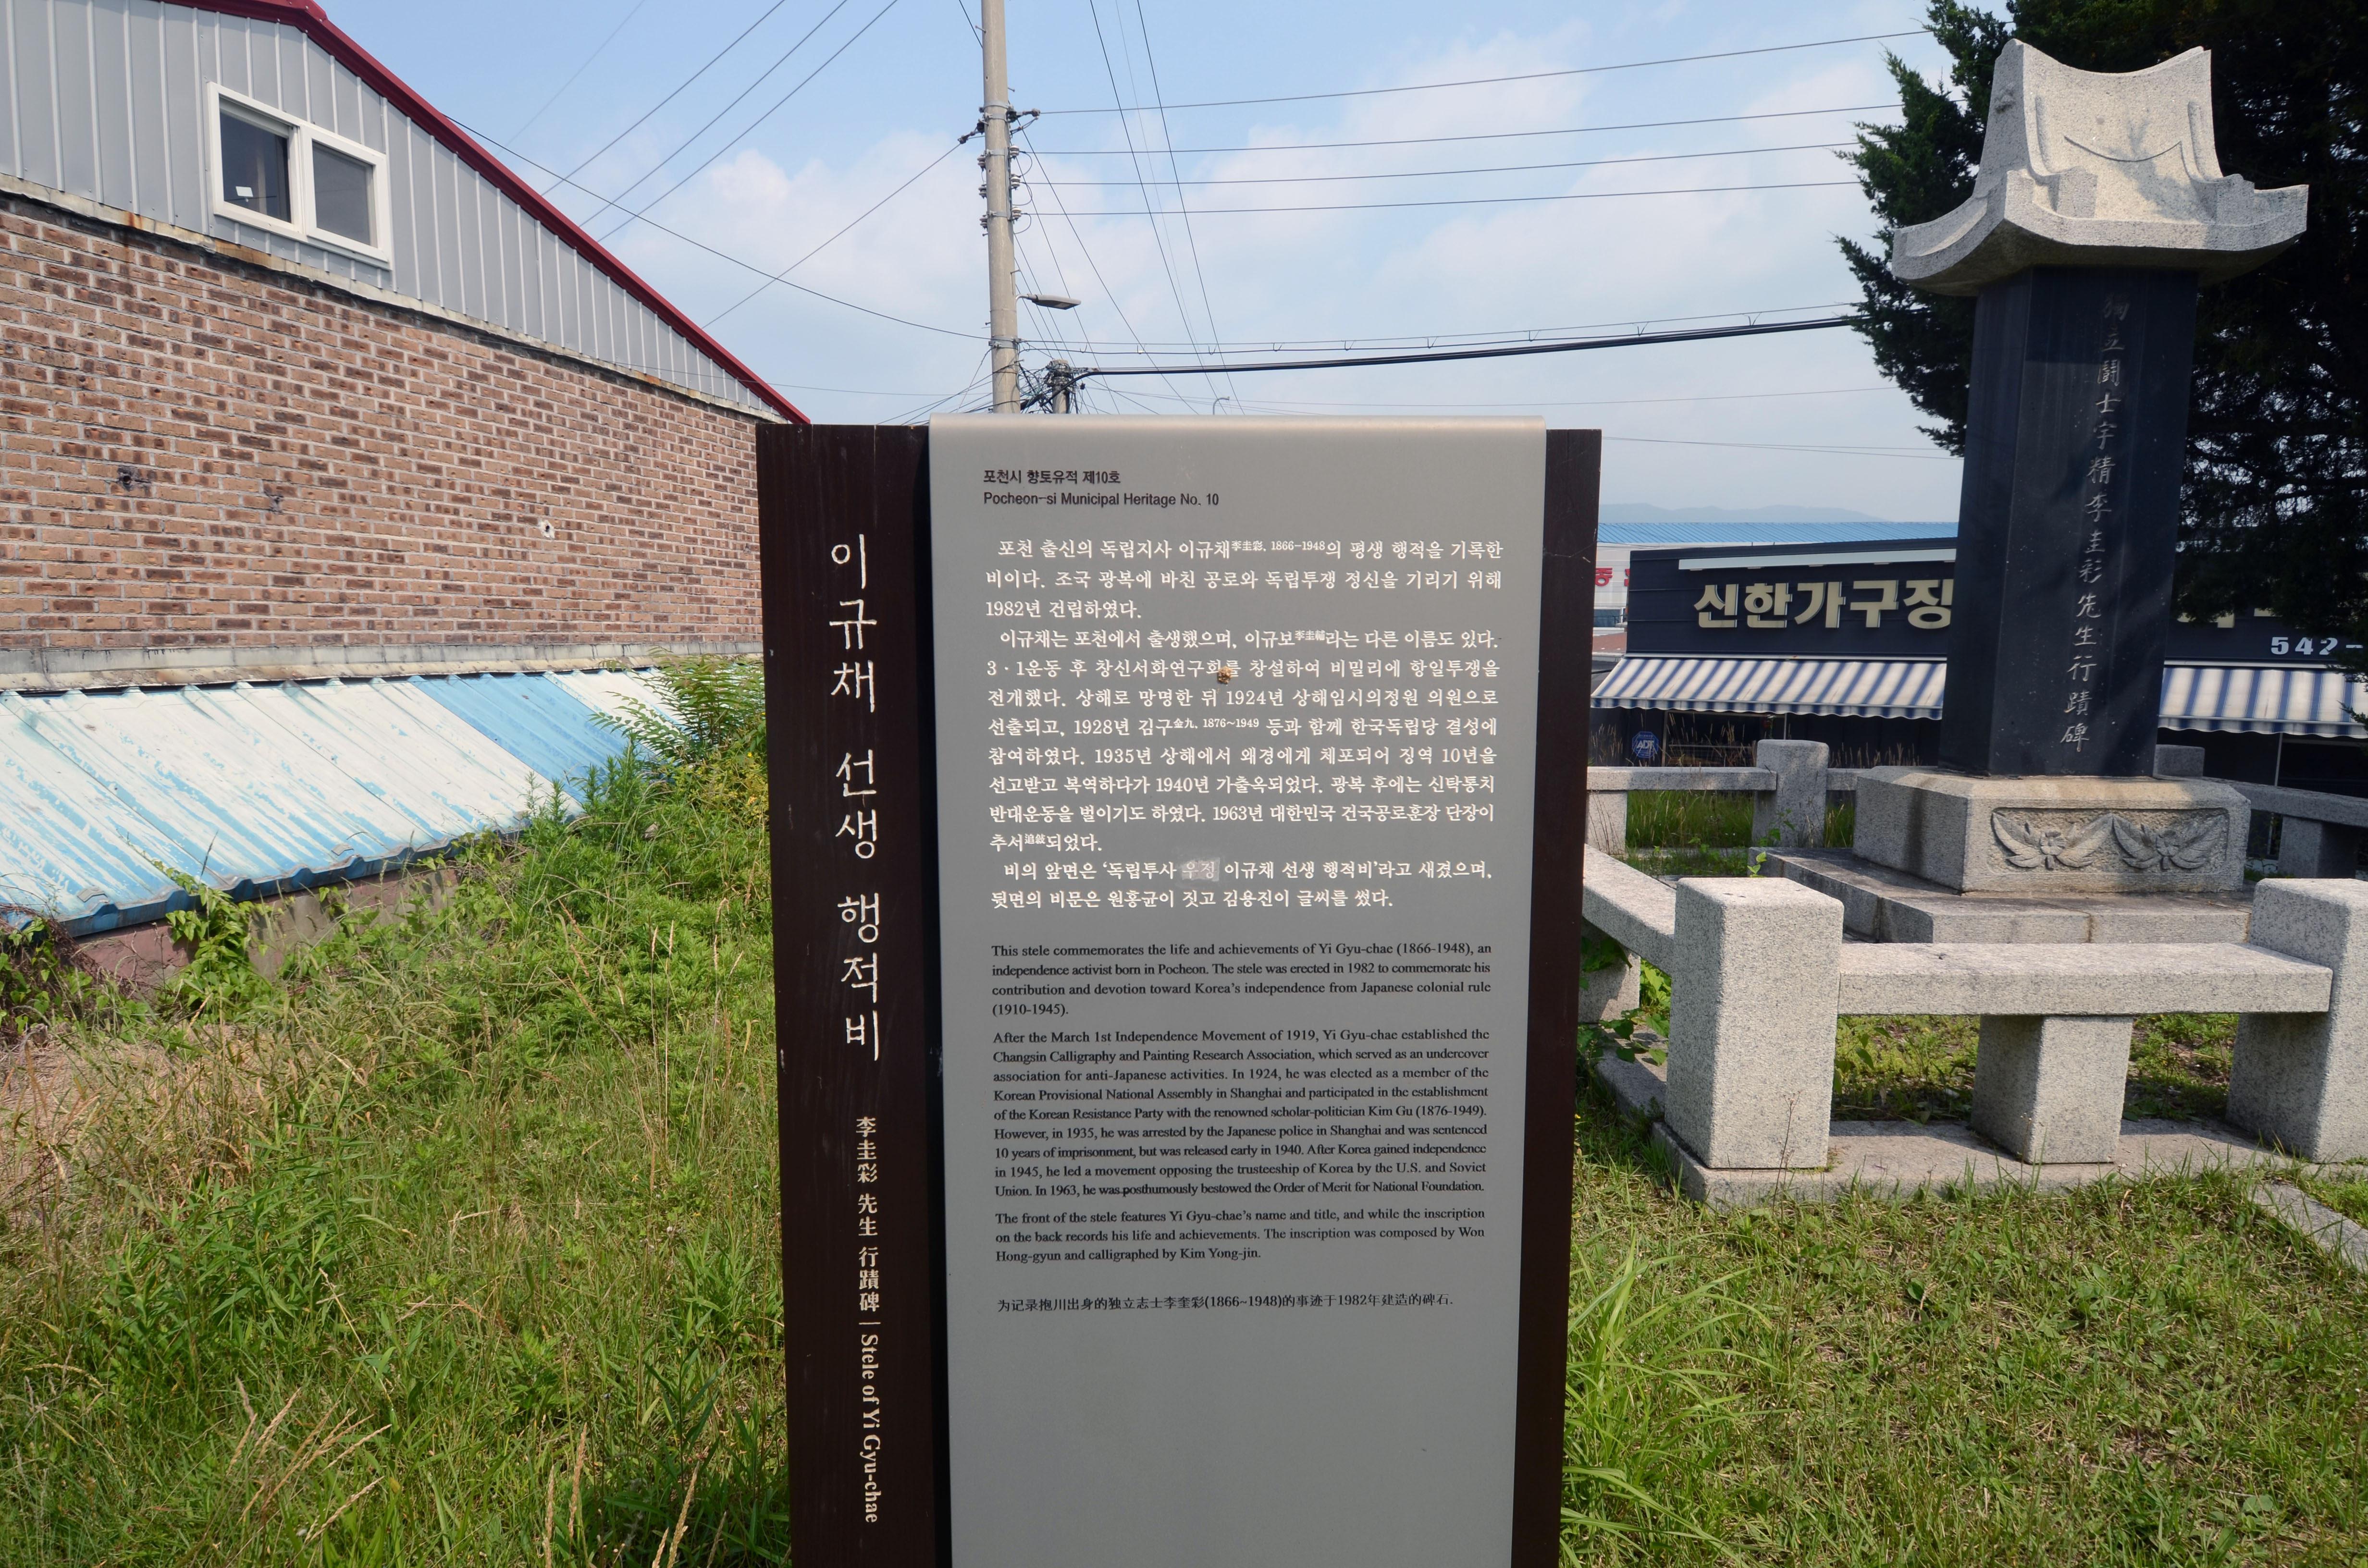 포천시 향토유적 제10호
Pocheon-si Municipal Heritage No. 10
포천 출신의 독립지사 이규채李圭彩, 1866-1948의 평생 행적을 기록한
비이다. 조국 광복에 바친 공로와 독립투쟁 정신을 기리기 위해
1982년 건립하였다.
이규채는 포천에서 출생했으며, 이규보李圭輔라는 다른 이름도 있다.
3·1운동 후 창신서화연구회를 창설하여 비밀리에 항일투쟁을
전개했다. 상해로 망명한 뒤 1924년 상해임시의정원 의원으로
선출되고, 1928년 김구金九, 1876~1949 등과 함께 한국독립당 결성에
참여하였다. 1935년 상해에서 왜경에게 체포되어 징역 10년을
선고받고 복역하다가 1940년 가출옥되었다. 광복 후에는 신탁통치
반대운동을 벌이기도 하였다. 1963년 대한민국 건국공로훈장 단장이
추서追敍되었다.
비의 앞면은 ‘독립투사 우정 이규채 선생 행적비’라고 새겼으며,
뒷면의 비문은 원홍균이 짓고 김용진이 글씨를 썼다.
This stele commemorates the life and achievements of Yi Gyu-chae (1866-1948), an
independence activist born in Pocheon. The stele was erected in 1982 to commemorate his
contribution and devotion toward Korea's independence from Japanese colonial rule
(1910-1945).
After the March 1st Independence Movement of 1919, Yi Gyu-chae established the
Changsin Calligraphy and Painting Research Association, which served as an undercover
association for anti-Japanese activities. In 1924, he was elected as a member of the
Korean Provisional National Assembly in Shanghai and participated in the establishment
of the Korean Resistance Party with the renowned scholar-politician Kim Gu (1876-1949).
However, in 1935, he was arrested by the Japanese police in Shanghai and was sentenced
10 years of imprisonment, but was released early in 1940. After Korea gained independence
in 1945, he led a movement opposing the trusteeship of Korea by the U.S. and Soviet
Union. In 1963, he was posthumously bestowed the Order of Merit for National Foundation.
The front of the stele features Yi Gyu-chae's name and title, and while the inscription
on the back records his life and achievements. The inscription was composed by Won
Hong-gyun and calligraphed by Kim Yong-jin.
为记录抱川出身的独立志士李奎彩(1866~1948)的事迹于1982年建造的碑石.
이규채 선생 행적비
李圭彩 先生 行蹟碑 | Stele of Yi Gyu-chae
獨立鬪士宇精李圭彩先生行蹟碑
신한가구장
542-
ADT